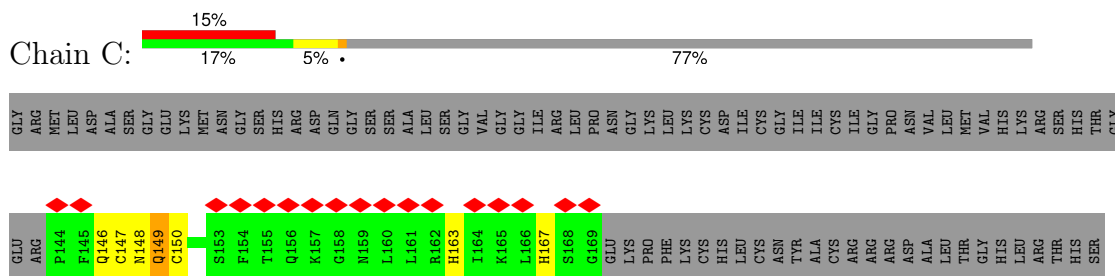 15%
Chain C:
17% 5% • 77%
GLY ARG MET LEU ASP ALA SER GLY GLU LYS MET ASN GLY SER HIS ARG ASP GLN GLY SER SER ALA LEU SER GLY VAL GLY GLY ILE ARG LEU PRO ASN GLY LYS LEU LYS CYS ASP ILE CYS GLY ILE ILE CYS ILE GLY PRO ASN VAL LEU MET VAL HIS LYS ARG SER HIS THR GLY
GLU ARG P144 F145 Q146 C147 N148 Q149 C150 S153 F154 T155 Q156 K157 G158 N159 L160 L161 R162 H163 I164 K165 L166 H167 S168 G169 GLU LYS PRO PHE LYS CYS HIS LEU CYS ASN TYR ALA CYS ARG ARG ARG ASP ALA LEU THR GLY HIS LEU ARG THR HIS SER